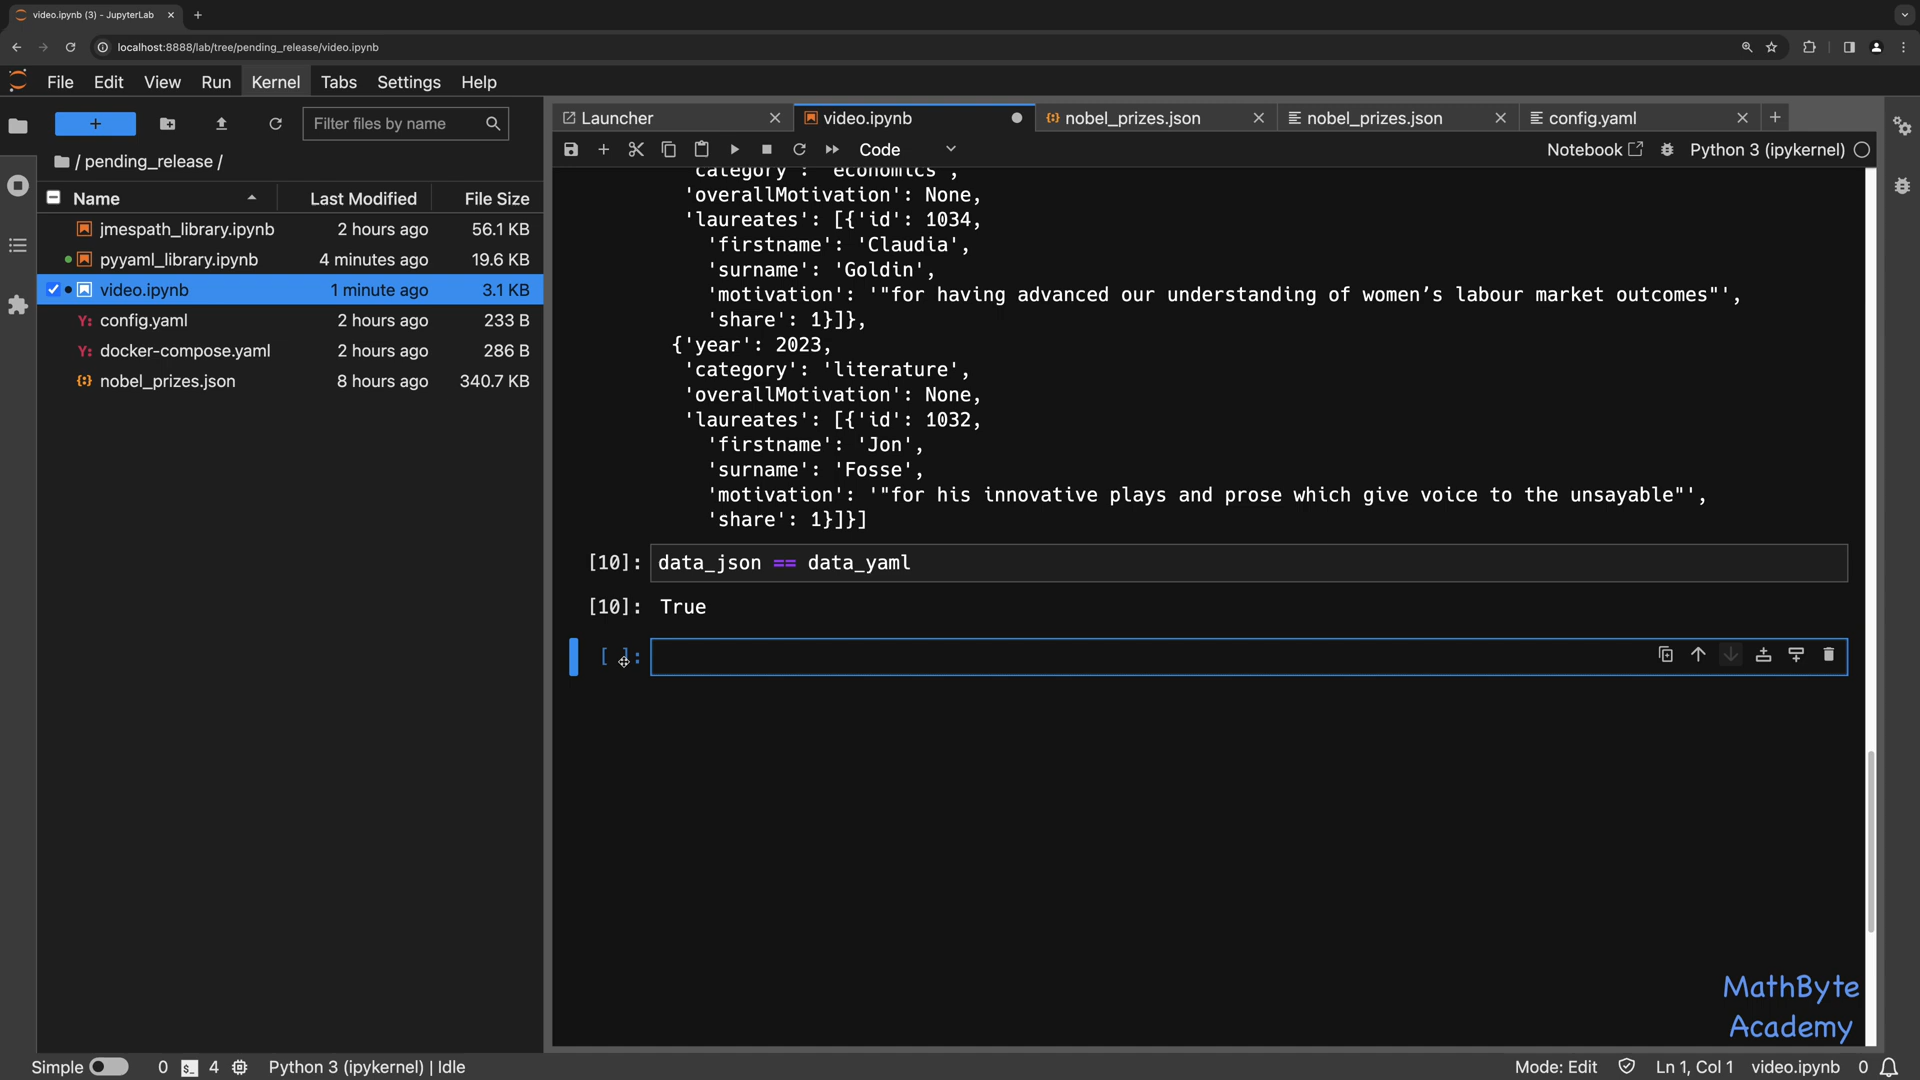 video.ipynb (3) - JupyterLab
localhost:8888/lab/tree/pending_release/video.ipynb
File Edit View Run Kernel Tabs Settings Help
Filter files by name
/ pending_release /
Name Last Modified File Size
jmespath_library.ipynb 2 hours ago 56.1 KB
pyyaml_library.ipynb 4 minutes ago 19.6 KB
video.ipynb 1 minute ago 3.1 KB
config.yaml 2 hours ago 233 B
docker-compose.yaml 2 hours ago 286 B
nobel_prizes.json 8 hours ago 340.7 KB
Launcher video.ipynb nobel_prizes.json nobel_prizes.json config.yaml
Code Notebook Python 3 (ipykernel)
'category': 'economics',
'overallMotivation': None,
'laureates': [{'id': 1034,
'firstname': 'Claudia',
'surname': 'Goldin',
'motivation': '"for having advanced our understanding of women’s labour market outcomes"',
'share': 1}]},
{'year': 2023,
'category': 'literature',
'overallMotivation': None,
'laureates': [{'id': 1032,
'firstname': 'Jon',
'surname': 'Fosse',
'motivation': '"for his innovative plays and prose which give voice to the unsayable"',
'share': 1}]}]
[10]: data_json == data_yaml
[10]: True
[ ]:
MathByte
Academy
Simple 0 4 Python 3 (ipykernel) | Idle Mode: Edit Ln 1, Col 1 video.ipynb 0